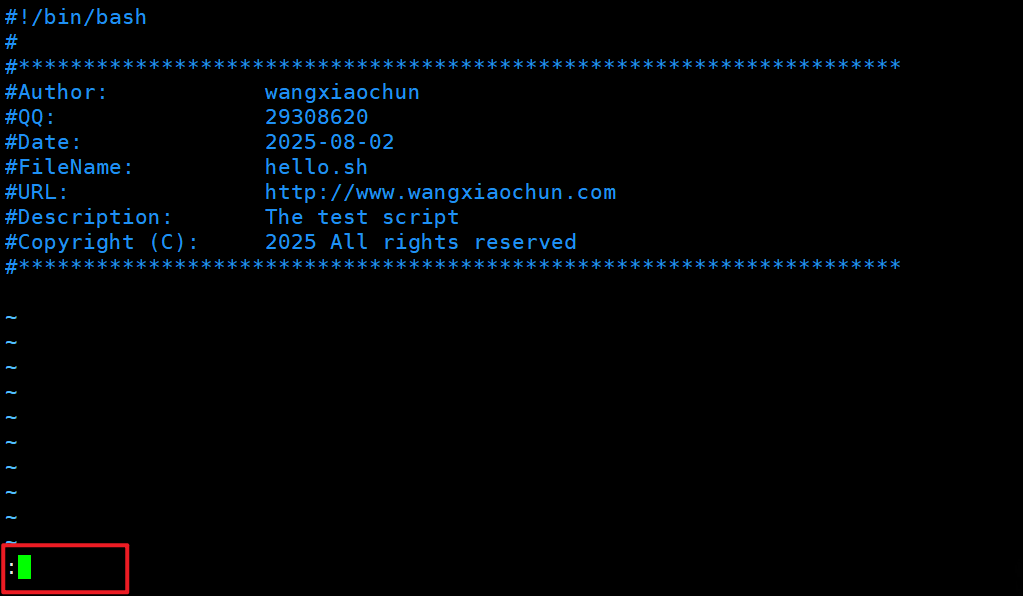 #!/bin/bash
#
#********************************************************************
#Author:            wangxiaochun
#QQ:                29308620
#Date:              2025-08-02
#FileName:          hello.sh
#URL:               http://www.wangxiaochun.com
#Description:       The test script
#Copyright (C):     2025 All rights reserved
#********************************************************************
~
~
~
~
~
~
~
~
~
~
: